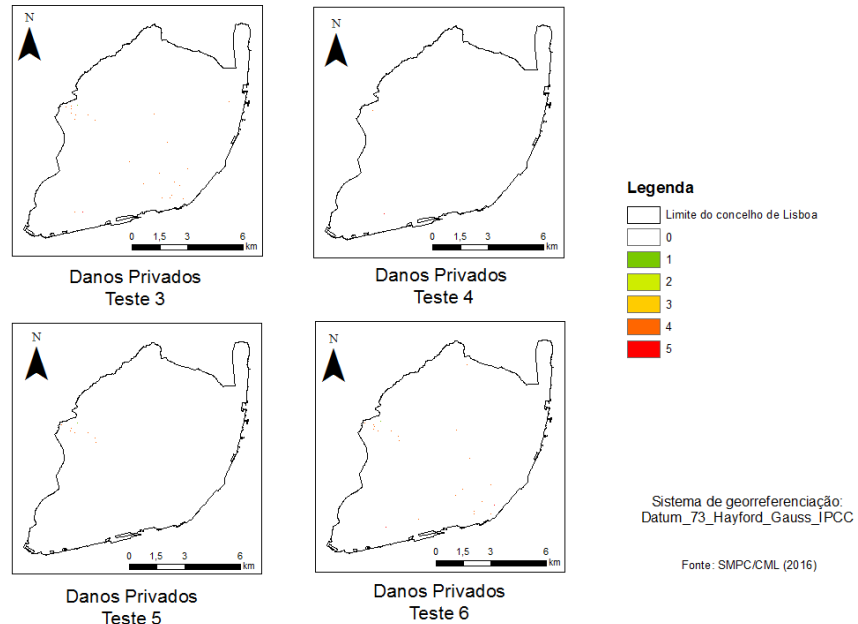 N
0 1,5 3 6
km
Danos Privados
Teste 3
N
0 1,5 3 6
km
Danos Privados
Teste 4
N
0 1,5 3 6
km
Danos Privados
Teste 5
N
0 1,5 3 6
km
Danos Privados
Teste 6
Legenda
Limite do concelho de Lisboa
0
1
2
3
4
5
Sistema de georreferenciação:
Datum_73_Hayford_Gauss_IPCC
Fonte: SMPC/CML (2016)